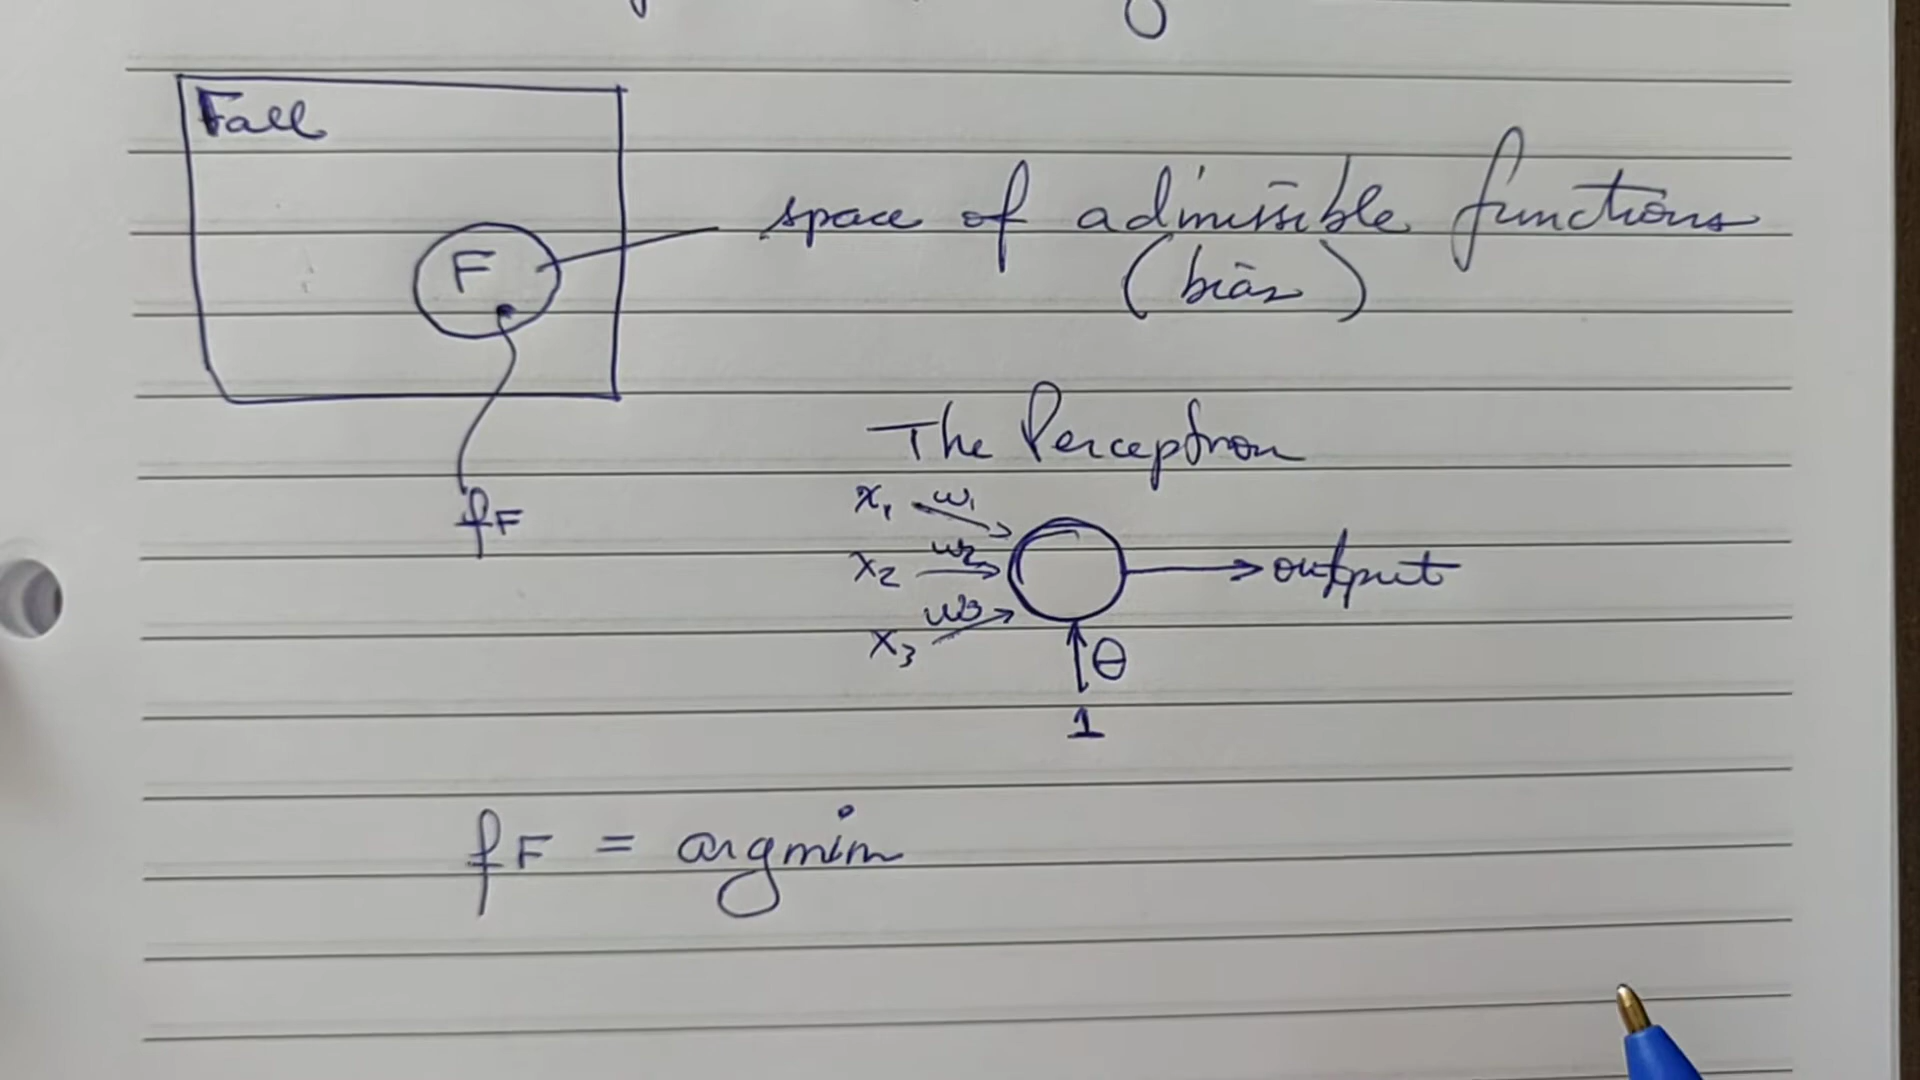 Fall
space of admissible functions
(bias)
F
fF
The Perceptron
x1 w1
x2 w2
x3 w3
output
θ
1
fF = argmin